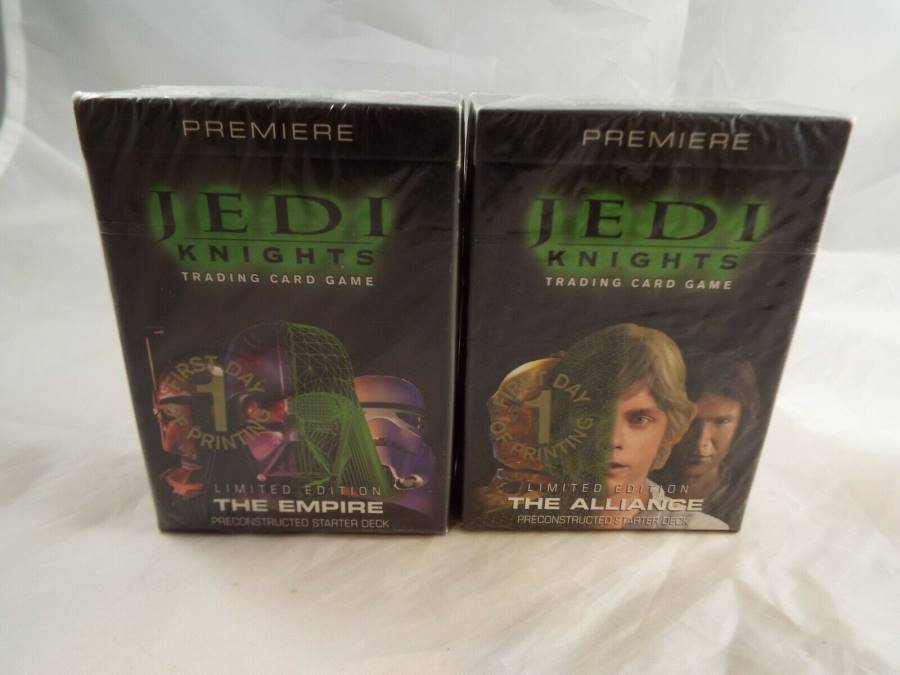 PREMIERE
JEDI
KNIGHTS
TRADING CARD GAME
FIRST DAY
1
OF PRINTING
LIMITED EDITION
THE EMPIRE
PRECONSTRUCTED STARTER DECK
PREMIERE
JEDI
KNIGHTS
TRADING CARD GAME
FIRST DAY
1
OF PRINTING
LIMITED EDITION
THE ALLIANCE
PRECONSTRUCTED STARTER DECK